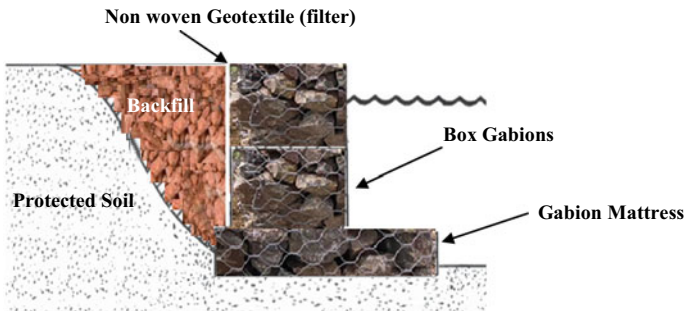 Non woven Geotextile (filter)
Backfill
Box Gabions
Protected Soil
Gabion Mattress